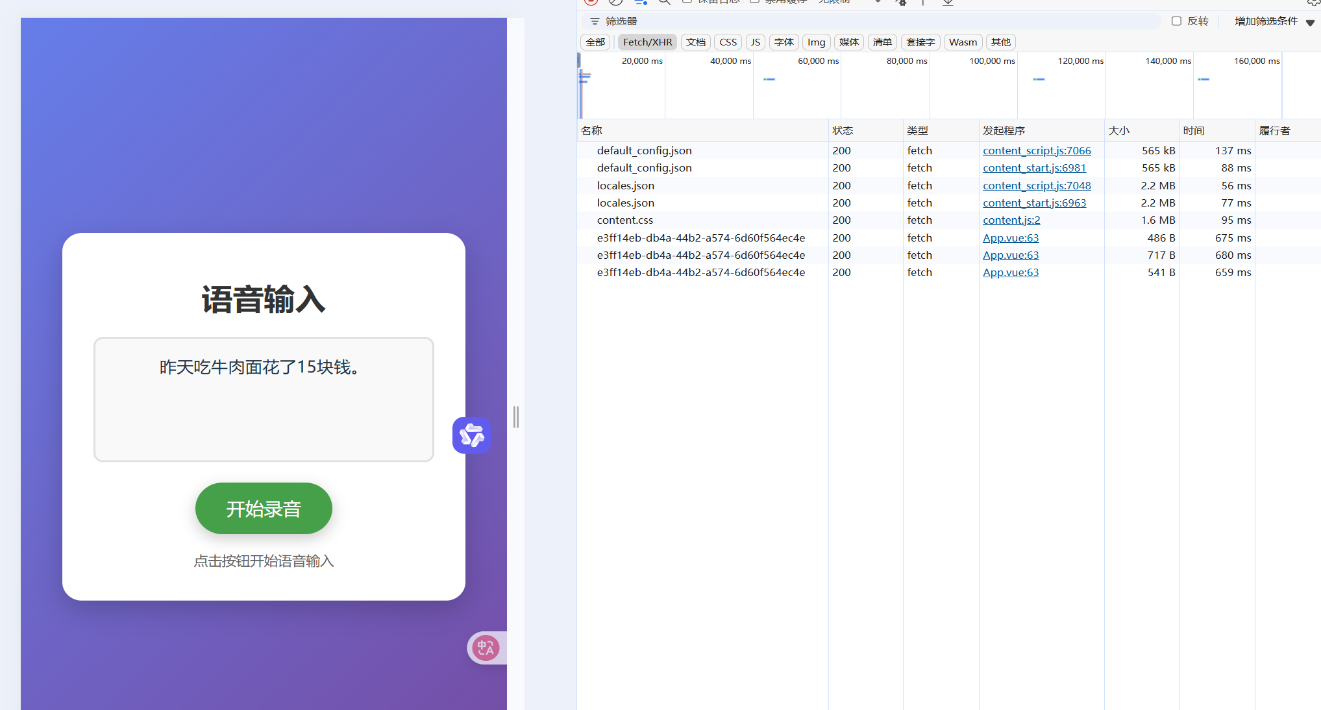 语音输入
昨天吃牛肉面花了15块钱。
开始录音
点击按钮开始语音输入
筛选器
反转
增加筛选条件
全部 Fetch/XHR 文档 CSS JS 字体 Img 媒体 清单 套接字 Wasm 其他
20,000 ms 40,000 ms 60,000 ms 80,000 ms 100,000 ms 120,000 ms 140,000 ms 160,000 ms
名称 状态 类型 发起程序 大小 时间 履行者
default_config.json 200 fetch content_script.js:7066 565 kB 137 ms
default_config.json 200 fetch content_start.js:6981 565 kB 88 ms
locales.json 200 fetch content_script.js:7048 2.2 MB 56 ms
locales.json 200 fetch content_start.js:6963 2.2 MB 77 ms
content.css 200 fetch content.js:2 1.6 MB 95 ms
e3ff14eb-db4a-44b2-a574-6d60f564ec4e 200 fetch App.vue:63 486 B 675 ms
e3ff14eb-db4a-44b2-a574-6d60f564ec4e 200 fetch App.vue:63 717 B 680 ms
e3ff14eb-db4a-44b2-a574-6d60f564ec4e 200 fetch App.vue:63 541 B 659 ms